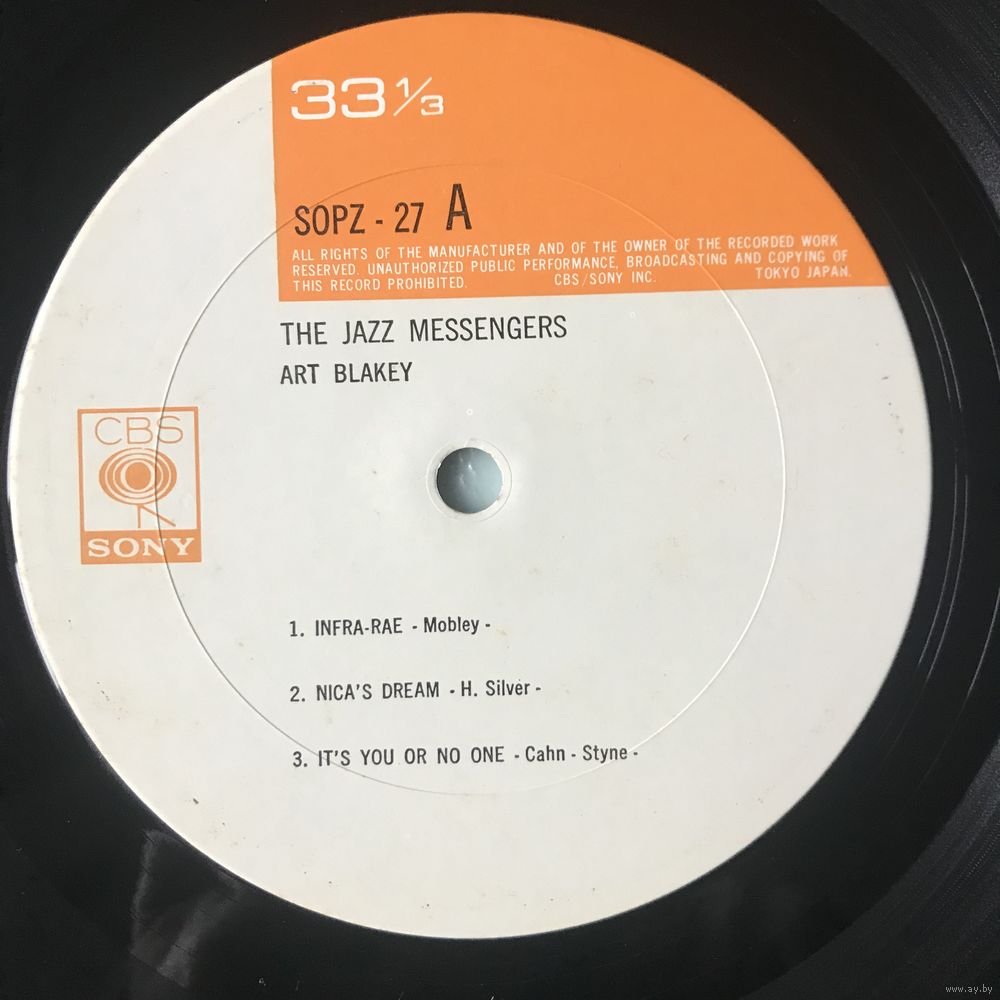 33 1/3
SOPZ - 27 A
ALL RIGHTS OF THE MANUFACTURER AND OF THE OWNER OF THE RECORDED WORK
RESERVED. UNAUTHORIZED PUBLIC PERFORMANCE, BROADCASTING AND COPYING OF
THIS RECORD PROHIBITED. CBS/SONY INC. TOKYO JAPAN.
THE JAZZ MESSENGERS
ART BLAKEY
CBS
SONY
1. INFRA-RAE - Mobley -
2. NICA'S DREAM - H. Silver -
3. IT'S YOU OR NO ONE - Cahn - Styne -
www.ay.by